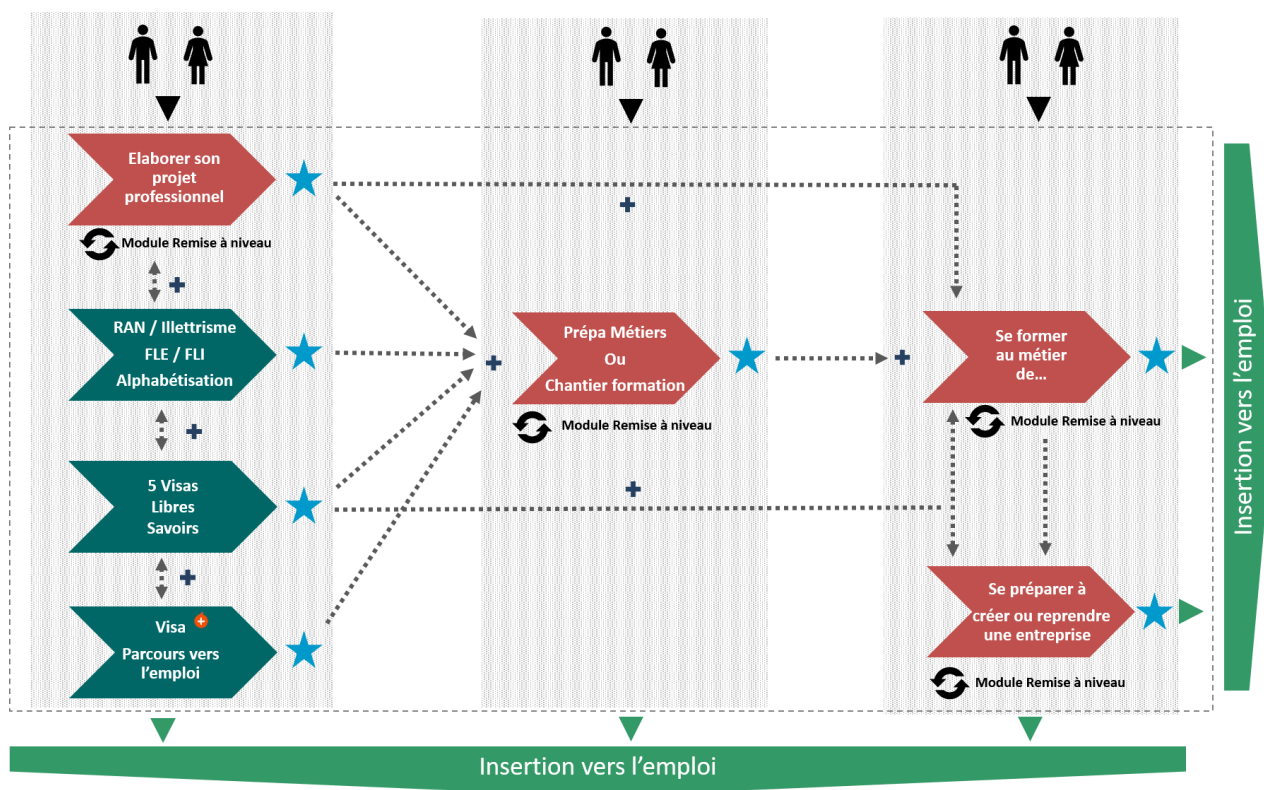 Elaborer son
projet
professionnel
Module Remise à niveau
RAN / Illettrisme
FLE / FLI
Alphabétisation
5 Visas
Libres
Savoirs
Visa +
Parcours vers
l'emploi
Prépa Métiers
Ou
Chantier formation
Module Remise à niveau
Se former
au métier
de...
Module Remise à niveau
Se préparer à
créer ou reprendre
une entreprise
Module Remise à niveau
Insertion vers l'emploi
Insertion vers l'emploi